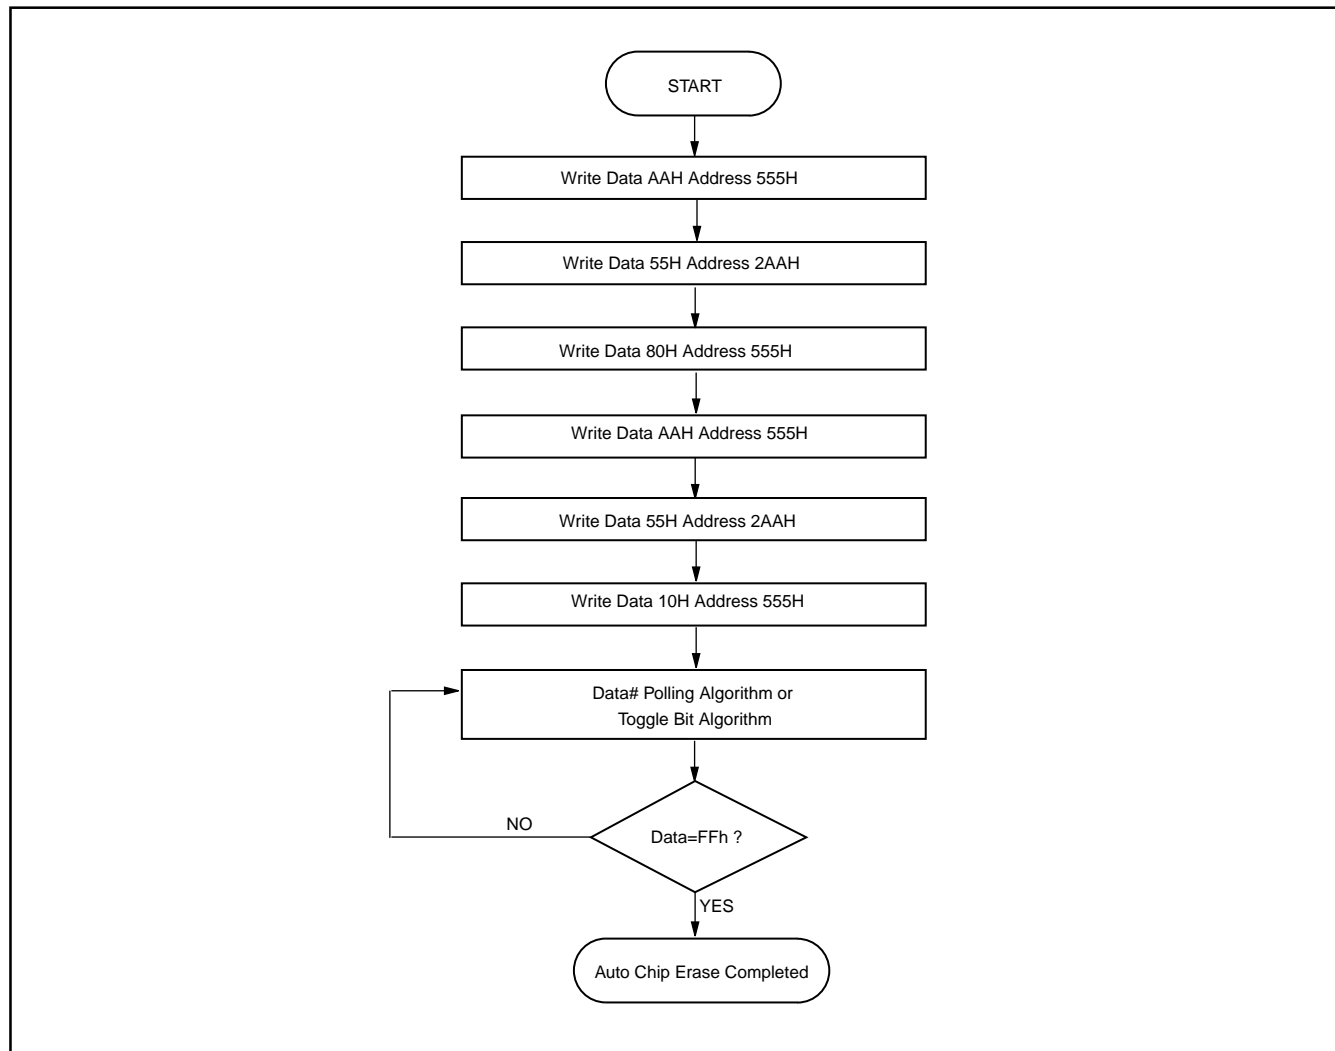 START
Write Data AAH Address 555H
Write Data 55H Address 2AAH
Write Data 80H Address 555H
Write Data AAH Address 555H
Write Data 55H Address 2AAH
Write Data 10H Address 555H
Data# Polling Algorithm or
Toggle Bit Algorithm
NO
Data=FFh ?
YES
Auto Chip Erase Completed